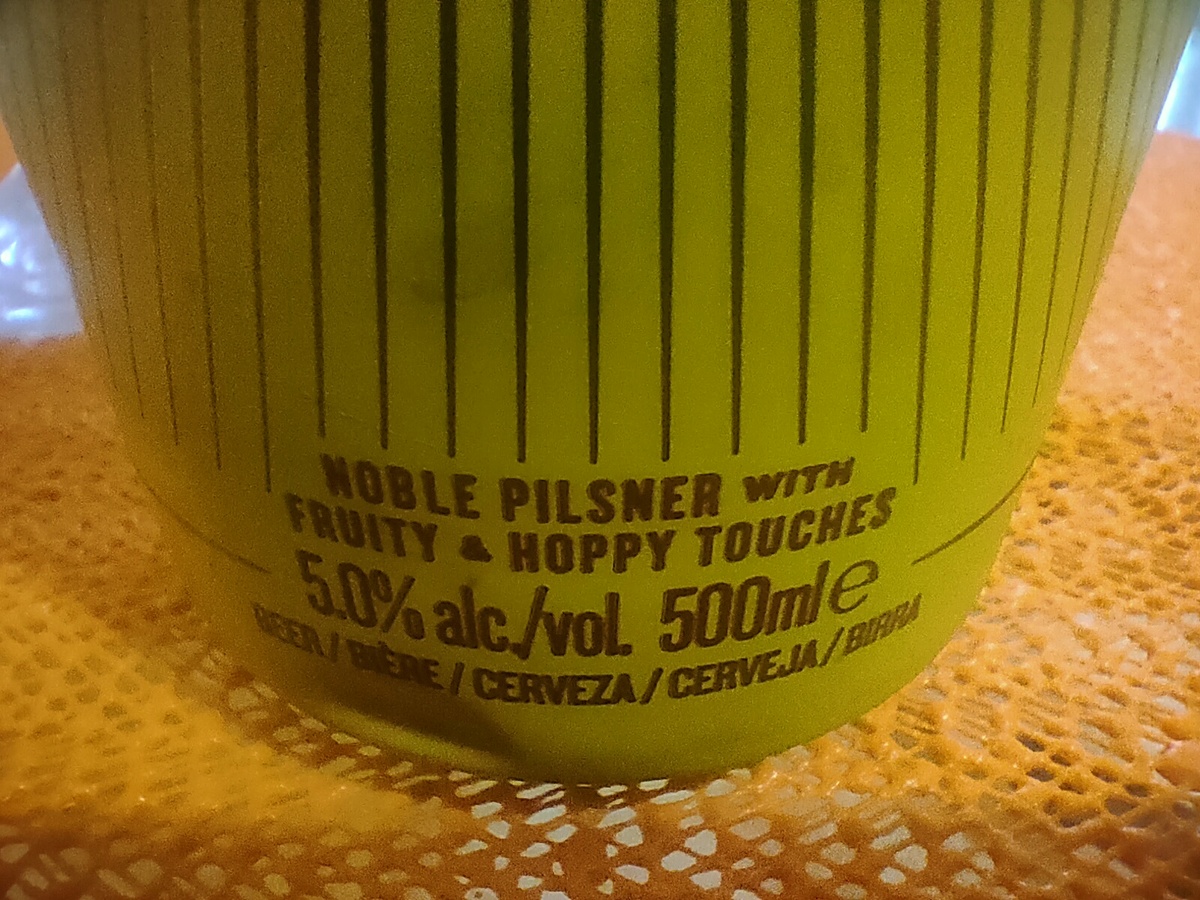 NOBLE PILSNER WITH
FRUITY & HOPPY TOUCHES
5.0% alc./vol. 500ml e
BEER / BIÈRE / CERVEZA / CERVEJA / BIRRA